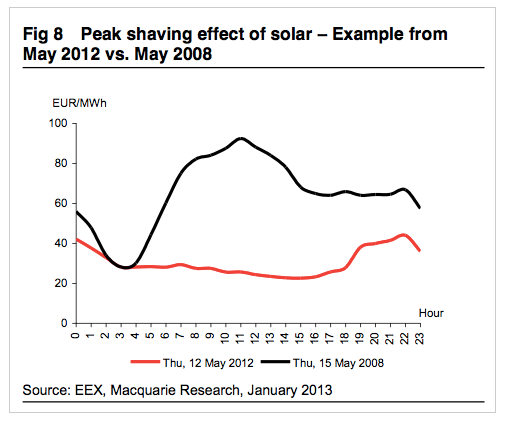 Fig 8 Peak shaving effect of solar – Example from
May 2012 vs. May 2008
EUR/MWh
100
80
60
40
20
0
Hour
0 1 2 3 4 5 6 7 8 9 10 11 12 13 14 15 16 17 18 19 20 21 22 23
Thu, 12 May 2012 Thu, 15 May 2008
Source: EEX, Macquarie Research, January 2013